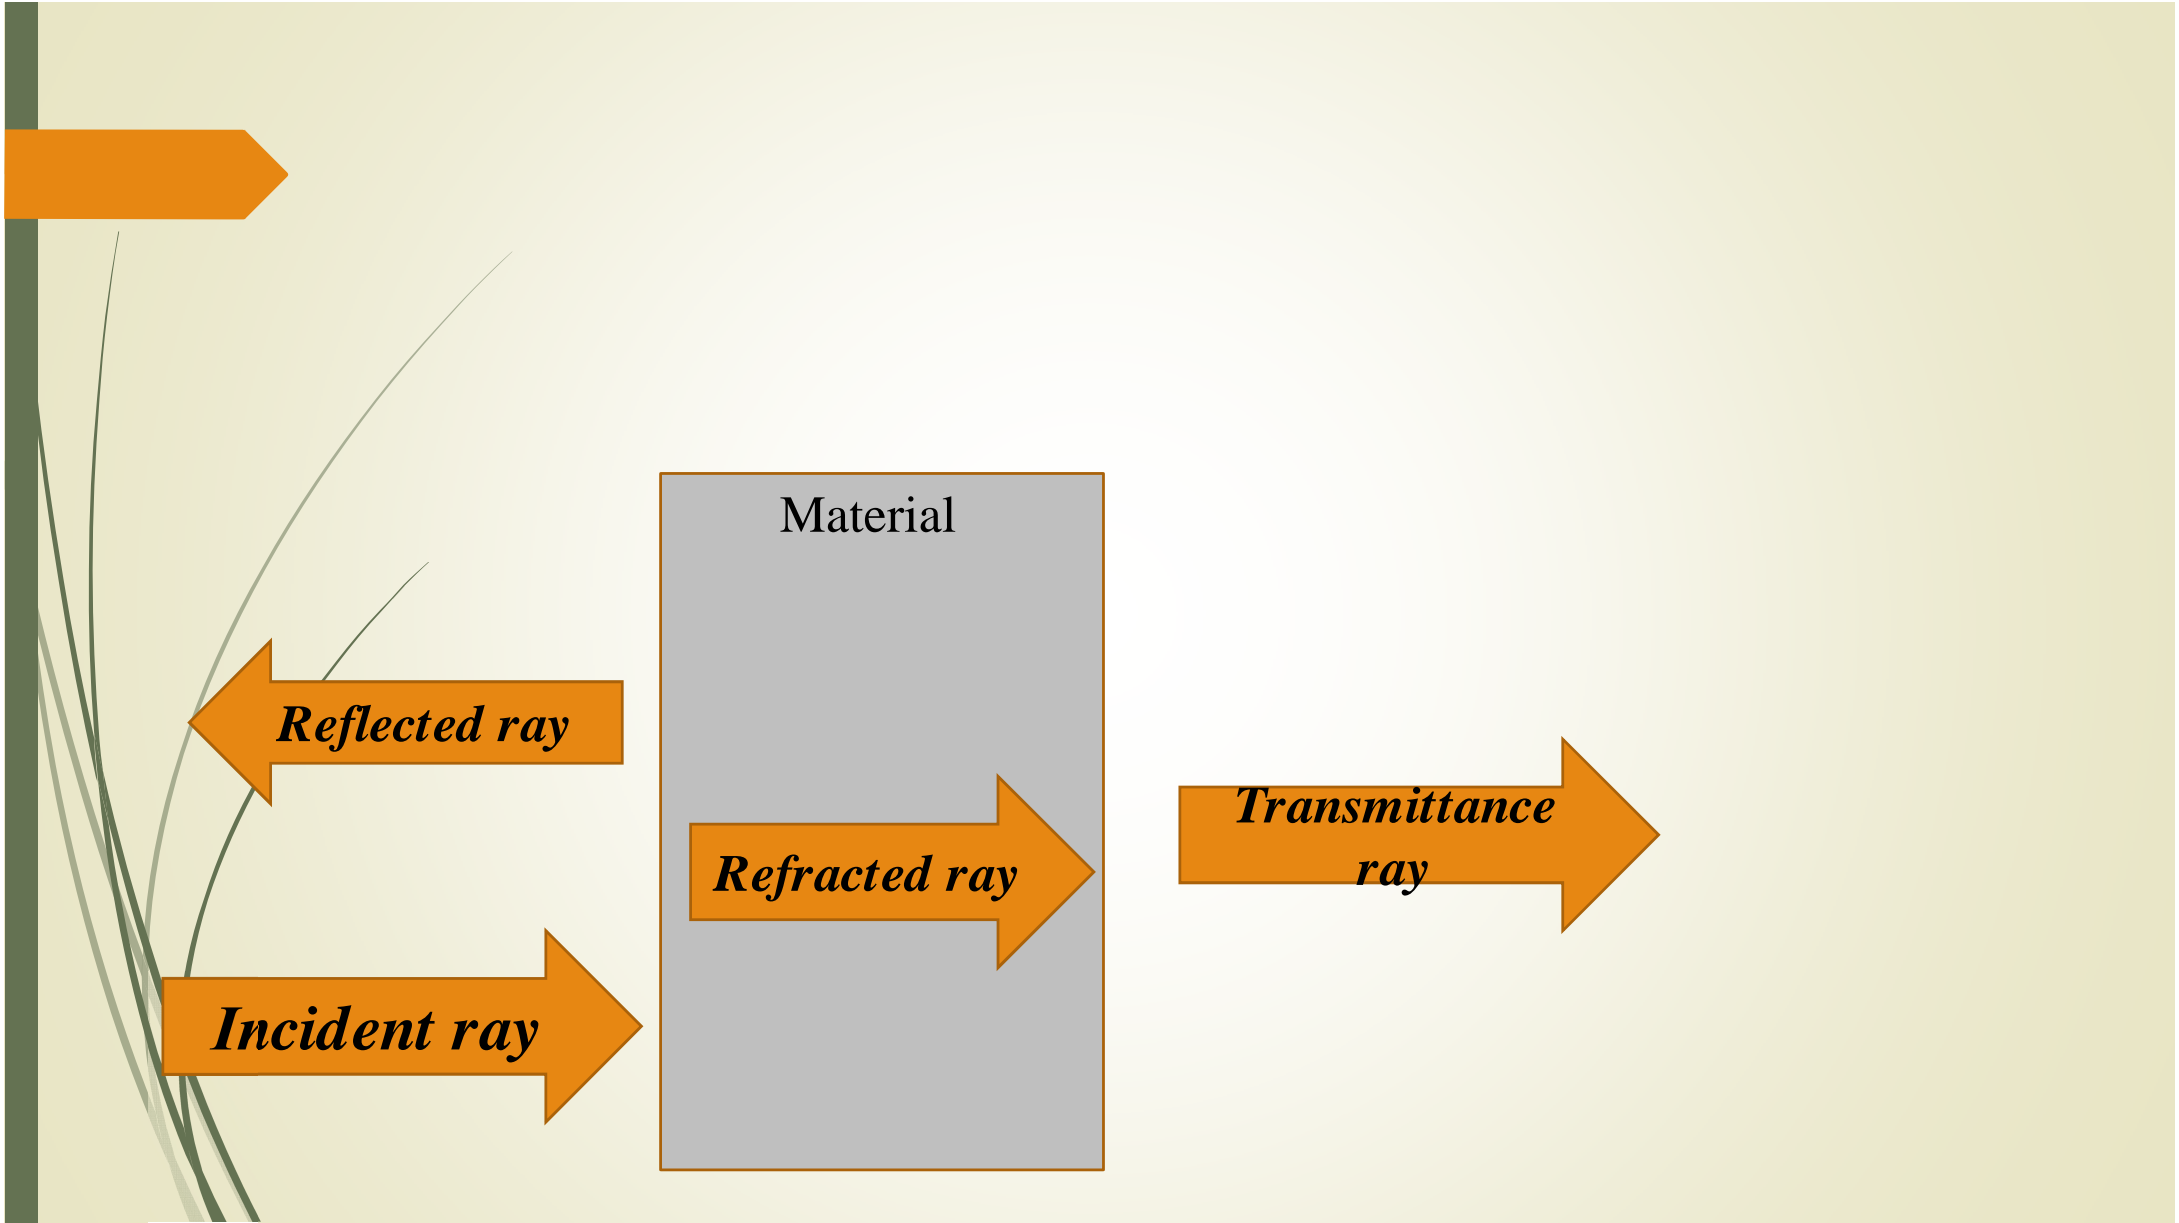 Material
Reflected ray
Transmittance
ray
Refracted ray
Incident ray